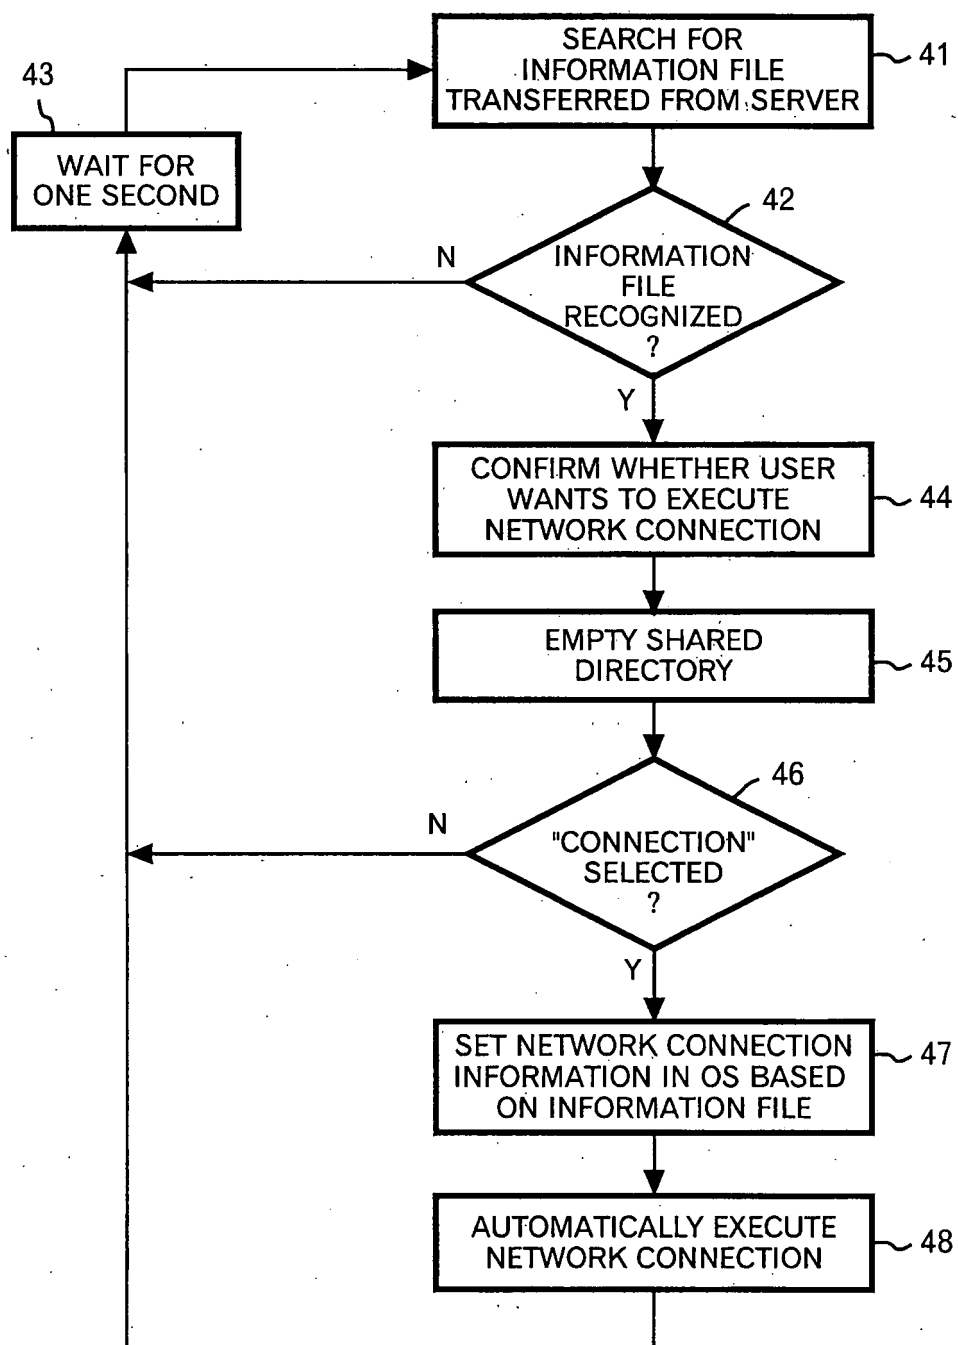 SEARCH FOR
INFORMATION FILE
TRANSFERRED FROM SERVER
41
43
WAIT FOR
ONE SECOND
42
INFORMATION
FILE
RECOGNIZED
?
N
Y
CONFIRM WHETHER USER
WANTS TO EXECUTE
NETWORK CONNECTION
44
EMPTY SHARED
DIRECTORY
45
46
"CONNECTION"
SELECTED
?
N
Y
SET NETWORK CONNECTION
INFORMATION IN OS BASED
ON INFORMATION FILE
47
AUTOMATICALLY EXECUTE
NETWORK CONNECTION
48